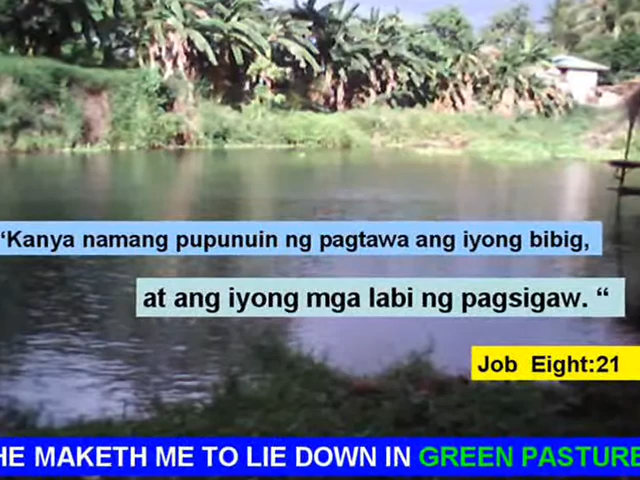 “Kanya namang pupunuin ng pagtawa ang iyong bibig,
at ang iyong mga labi ng pagsigaw. “
Job Eight:21
HE MAKETH ME TO LIE DOWN IN GREEN PASTURE